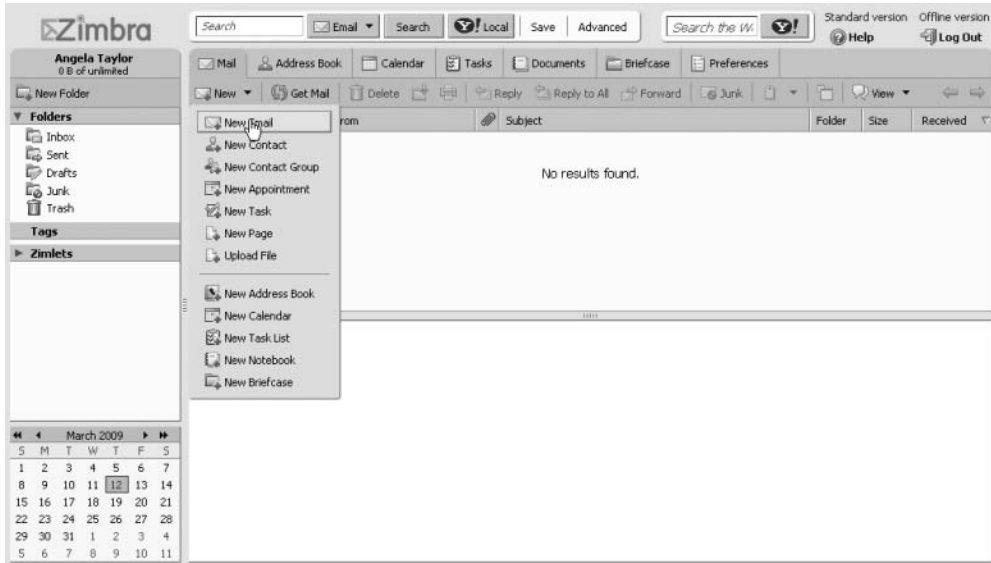 Zimbra
Search Email Search Y! Local Save Advanced Search the W Y!
Standard version Offline version
Help Log Out
Angela Taylor
0 B of unlimited
Mail Address Book Calendar Tasks Documents Briefcase Preferences
New Folder
New Get Mail Delete Reply Reply to All Forward Junk View
Folders
Inbox
Sent
Drafts
Junk
Trash
Tags
Zimlets
rom Subject Folder Size Received
No results found.
New Email
New Contact
New Contact Group
New Appointment
New Task
New Page
Upload File
New Address Book
New Calendar
New Task List
New Notebook
New Briefcase
March 2009
S M T W T F S
1 2 3 4 5 6 7
8 9 10 11 12 13 14
15 16 17 18 19 20 21
22 23 24 25 26 27 28
29 30 31 1 2 3 4
5 6 7 8 9 10 11